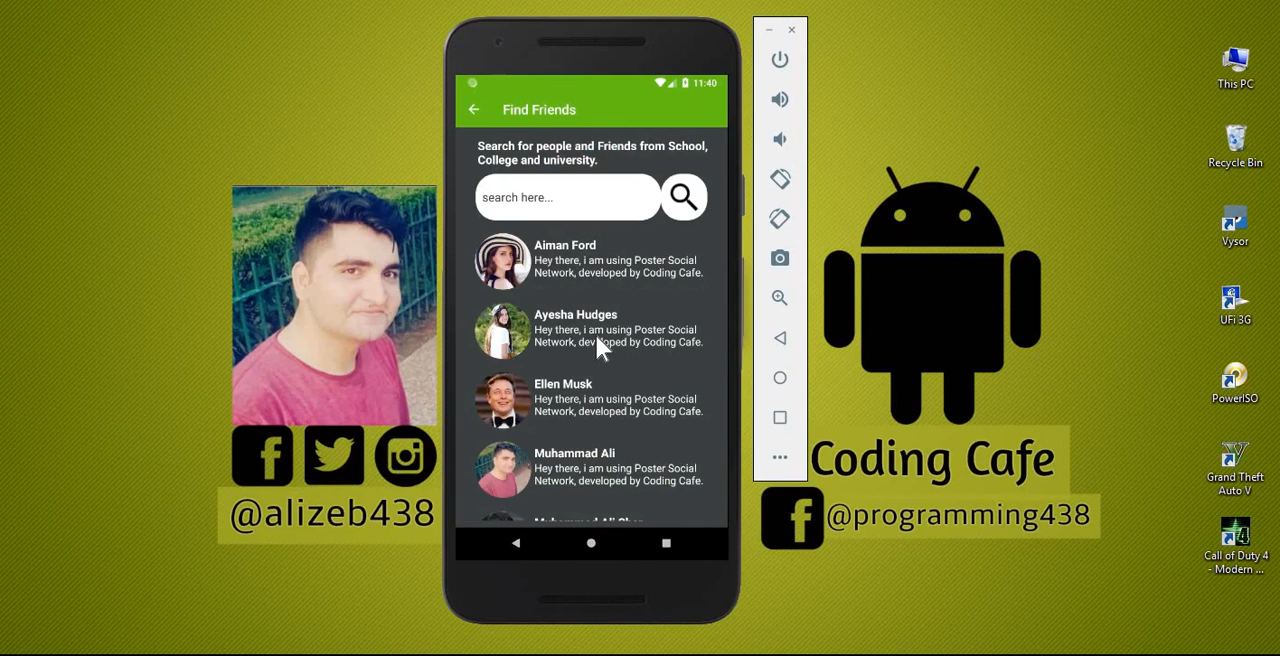 11:40
Find Friends
Search for people and Friends from School,
College and university.
search here...
Aiman Ford
Hey there, i am using Poster Social
Network, developed by Coding Cafe.
Ayesha Hudges
Hey there, i am using Poster Social
Network, developed by Coding Cafe.
Ellen Musk
Hey there, i am using Poster Social
Network, developed by Coding Cafe.
Muhammad Ali
Hey there, i am using Poster Social
Network, developed by Coding Cafe.
@alizeb438
Coding Cafe
@programming438
This PC
Recycle Bin
Vysor
UFi 3G
PowerISO
Grand Theft
Auto V
Call of Duty 4
- Modern ...